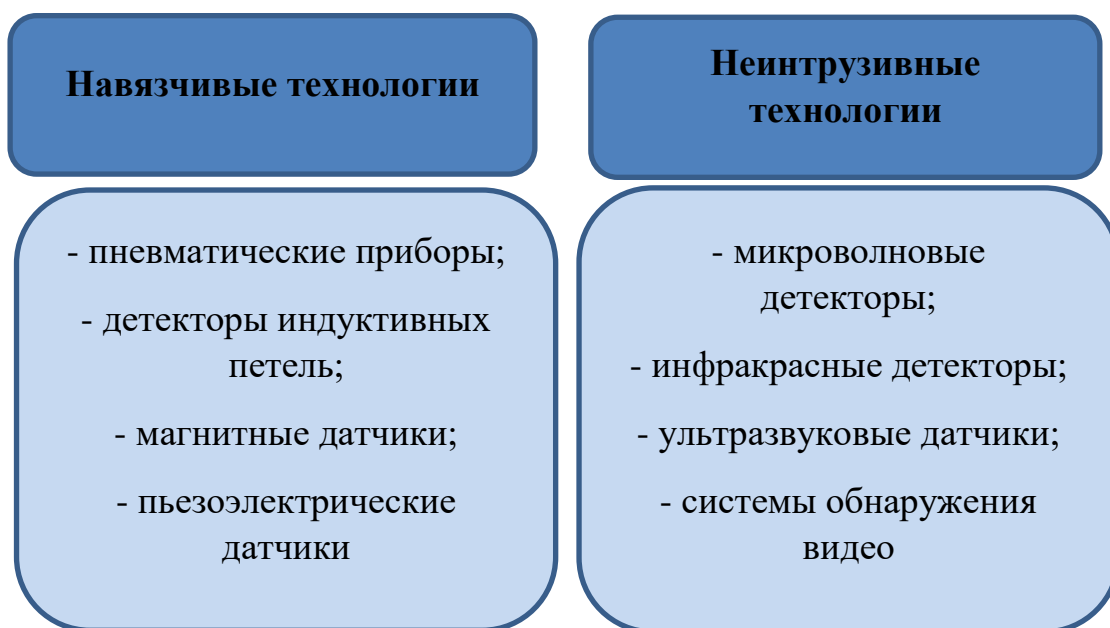 Навязчивые технологии
Неинтрузивные
технологии
- пневматические приборы;
- детекторы индуктивных
петель;
- магнитные датчики;
- пьезоэлектрические
датчики
- микроволновые
детекторы;
- инфракрасные детекторы;
- ультразвуковые датчики;
- системы обнаружения
видео